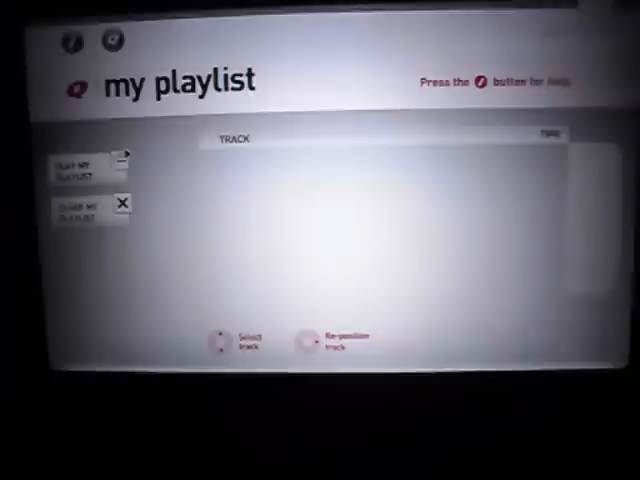 my playlist
Press the button for Help
TRACK
TIME
PLAY MY
PLAYLIST
CLEAR MY
PLAYLIST
Select
track
Re-position
track